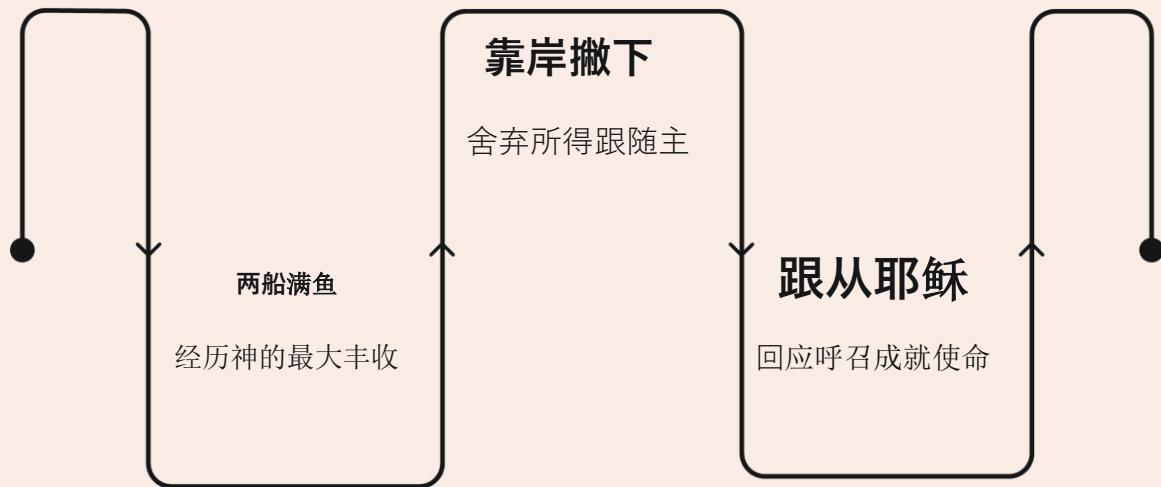 两船满鱼
经历神的最大丰收
靠岸撇下
舍弃所得跟随主
跟从耶稣
回应呼召成就使命